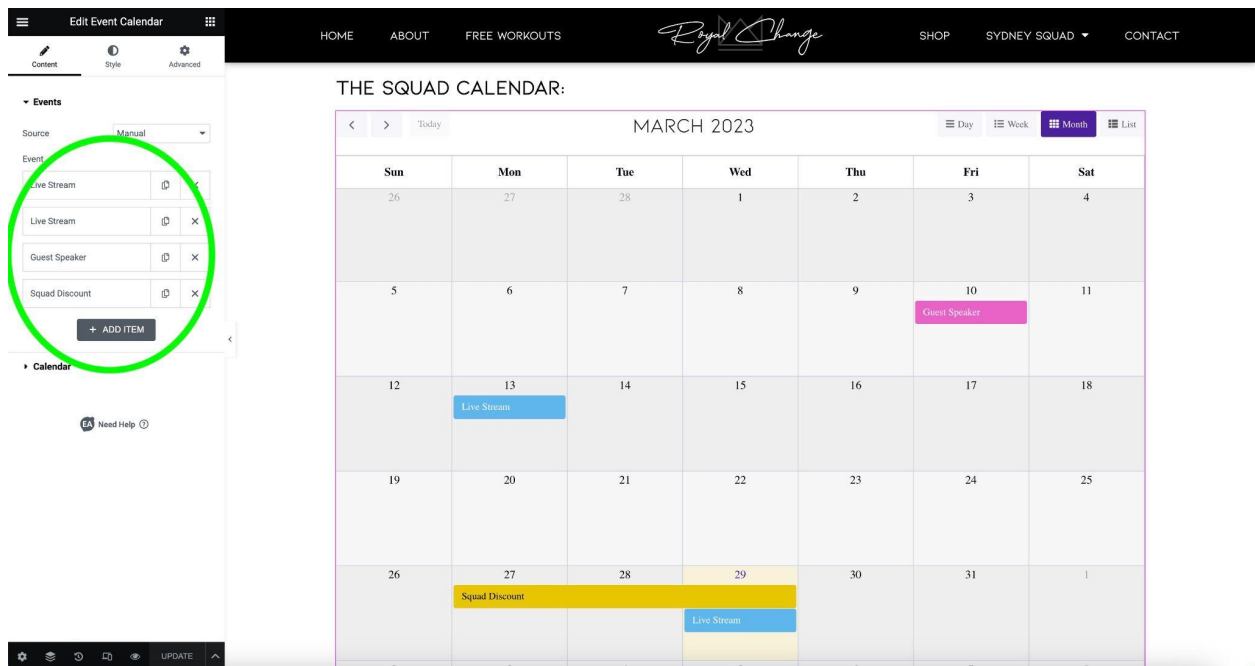 Edit Event Calendar
Content Style Advanced
Events
Source Manual
Event
Live Stream
Live Stream
Guest Speaker
Squad Discount
+ ADD ITEM
Calendar
EA Need Help ?
UPDATE
HOME ABOUT FREE WORKOUTS Royal Change SHOP SYDNEY SQUAD CONTACT
THE SQUAD CALENDAR:
Today MARCH 2023 Day Week Month List
Sun Mon Tue Wed Thu Fri Sat
26 27 28 1 2 3 4
5 6 7 8 9 10 11
Guest Speaker
12 13 14 15 16 17 18
Live Stream
19 20 21 22 23 24 25
26 27 28 29 30 31 1
Squad Discount
Live Stream